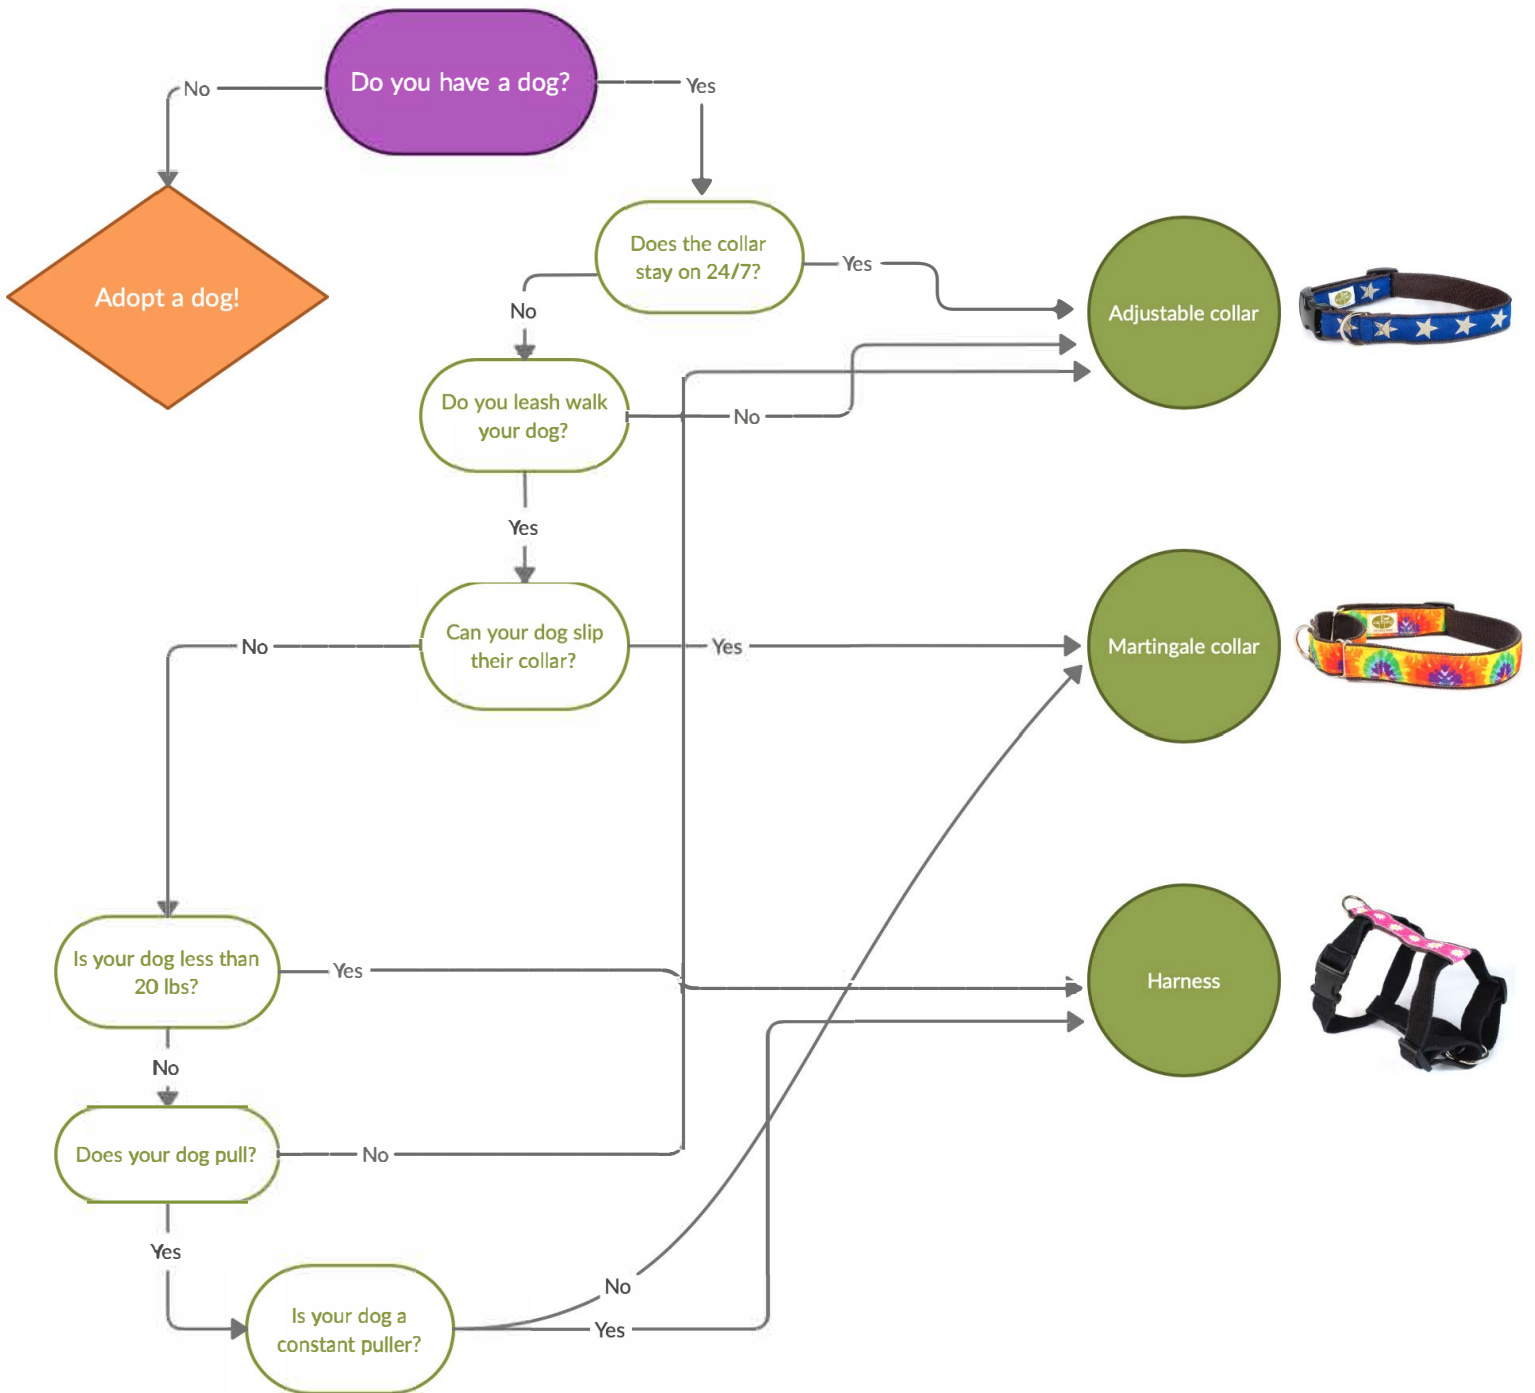 Do you have a dog?
No
Yes
Adopt a dog!
Does the collar
stay on 24/7?
Yes
No
Adjustable collar
Do you leash walk
your dog?
No
Yes
Can your dog slip
their collar?
No
Yes
Martingale collar
Is your dog less than
20 lbs?
Yes
Harness
No
Does your dog pull?
No
Yes
Is your dog a
constant puller?
No
Yes